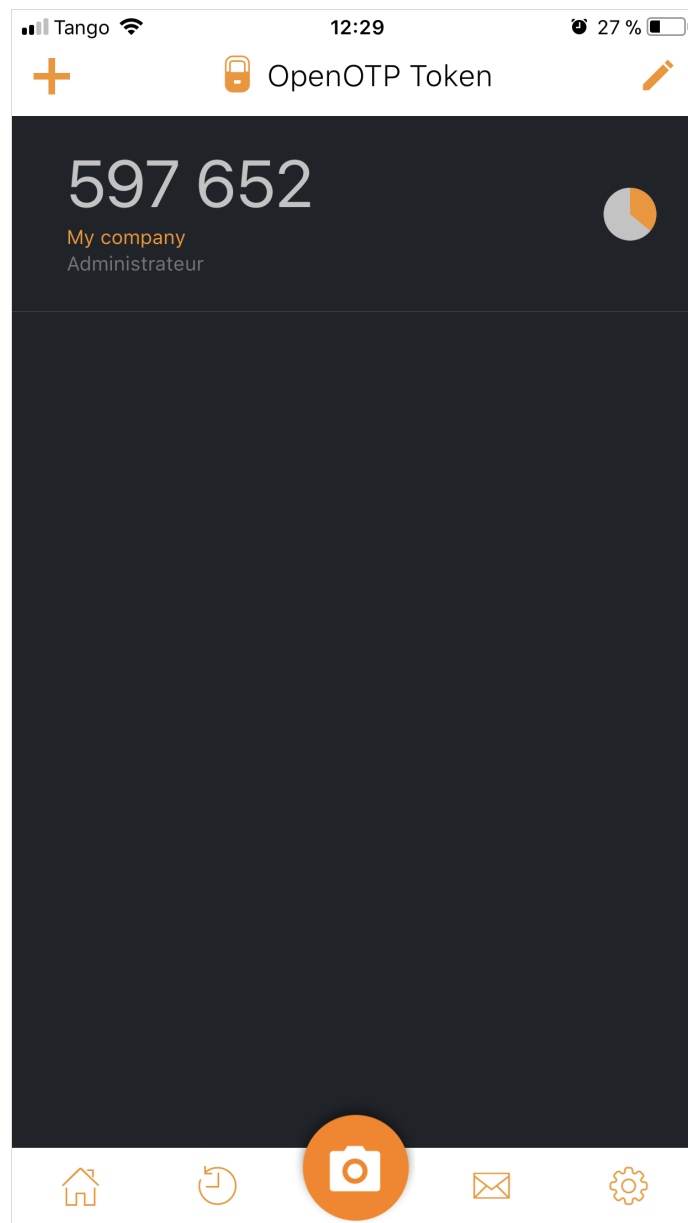 Tango 12:29 27 %
OpenOTP Token
597 652
My company
Administrateur